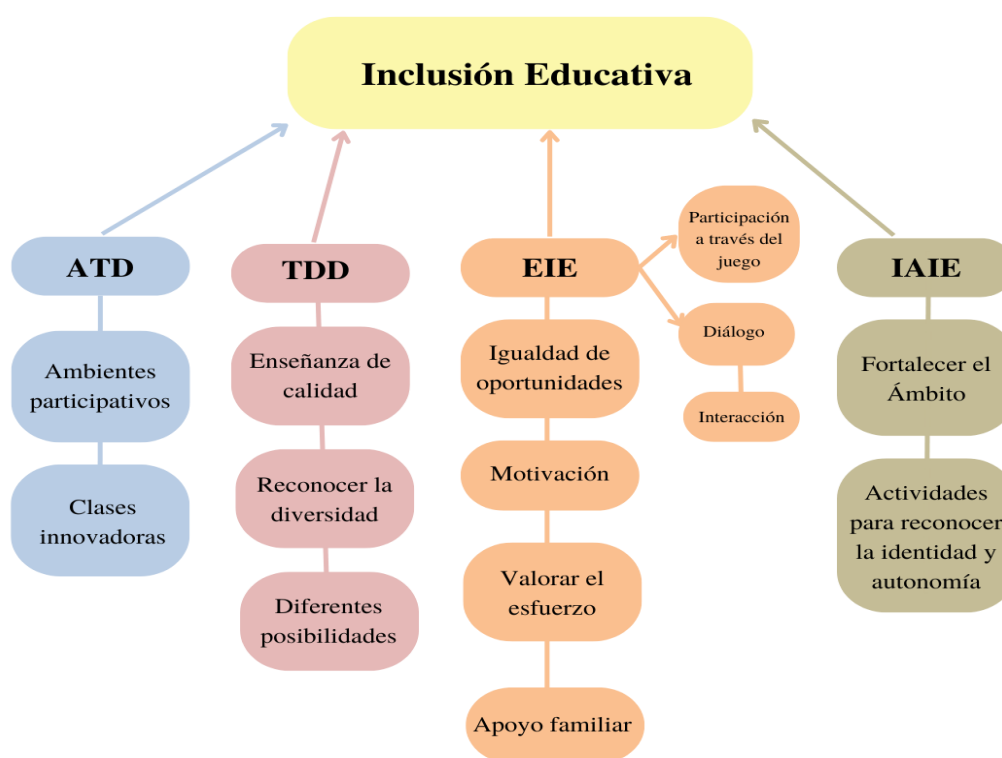 Inclusión Educativa
ATD
Ambientes
participativos
Clases
innovadoras
TDD
Enseñanza de
calidad
Reconocer la
diversidad
Diferentes
posibilidades
EIE
Igualdad de
oportunidades
Motivación
Valorar el
esfuerzo
Apoyo familiar
Participación
a través del
juego
Diálogo
Interacción
IAIE
Fortalecer el
Ámbito
Actividades
para reconocer
la identidad y
autonomía